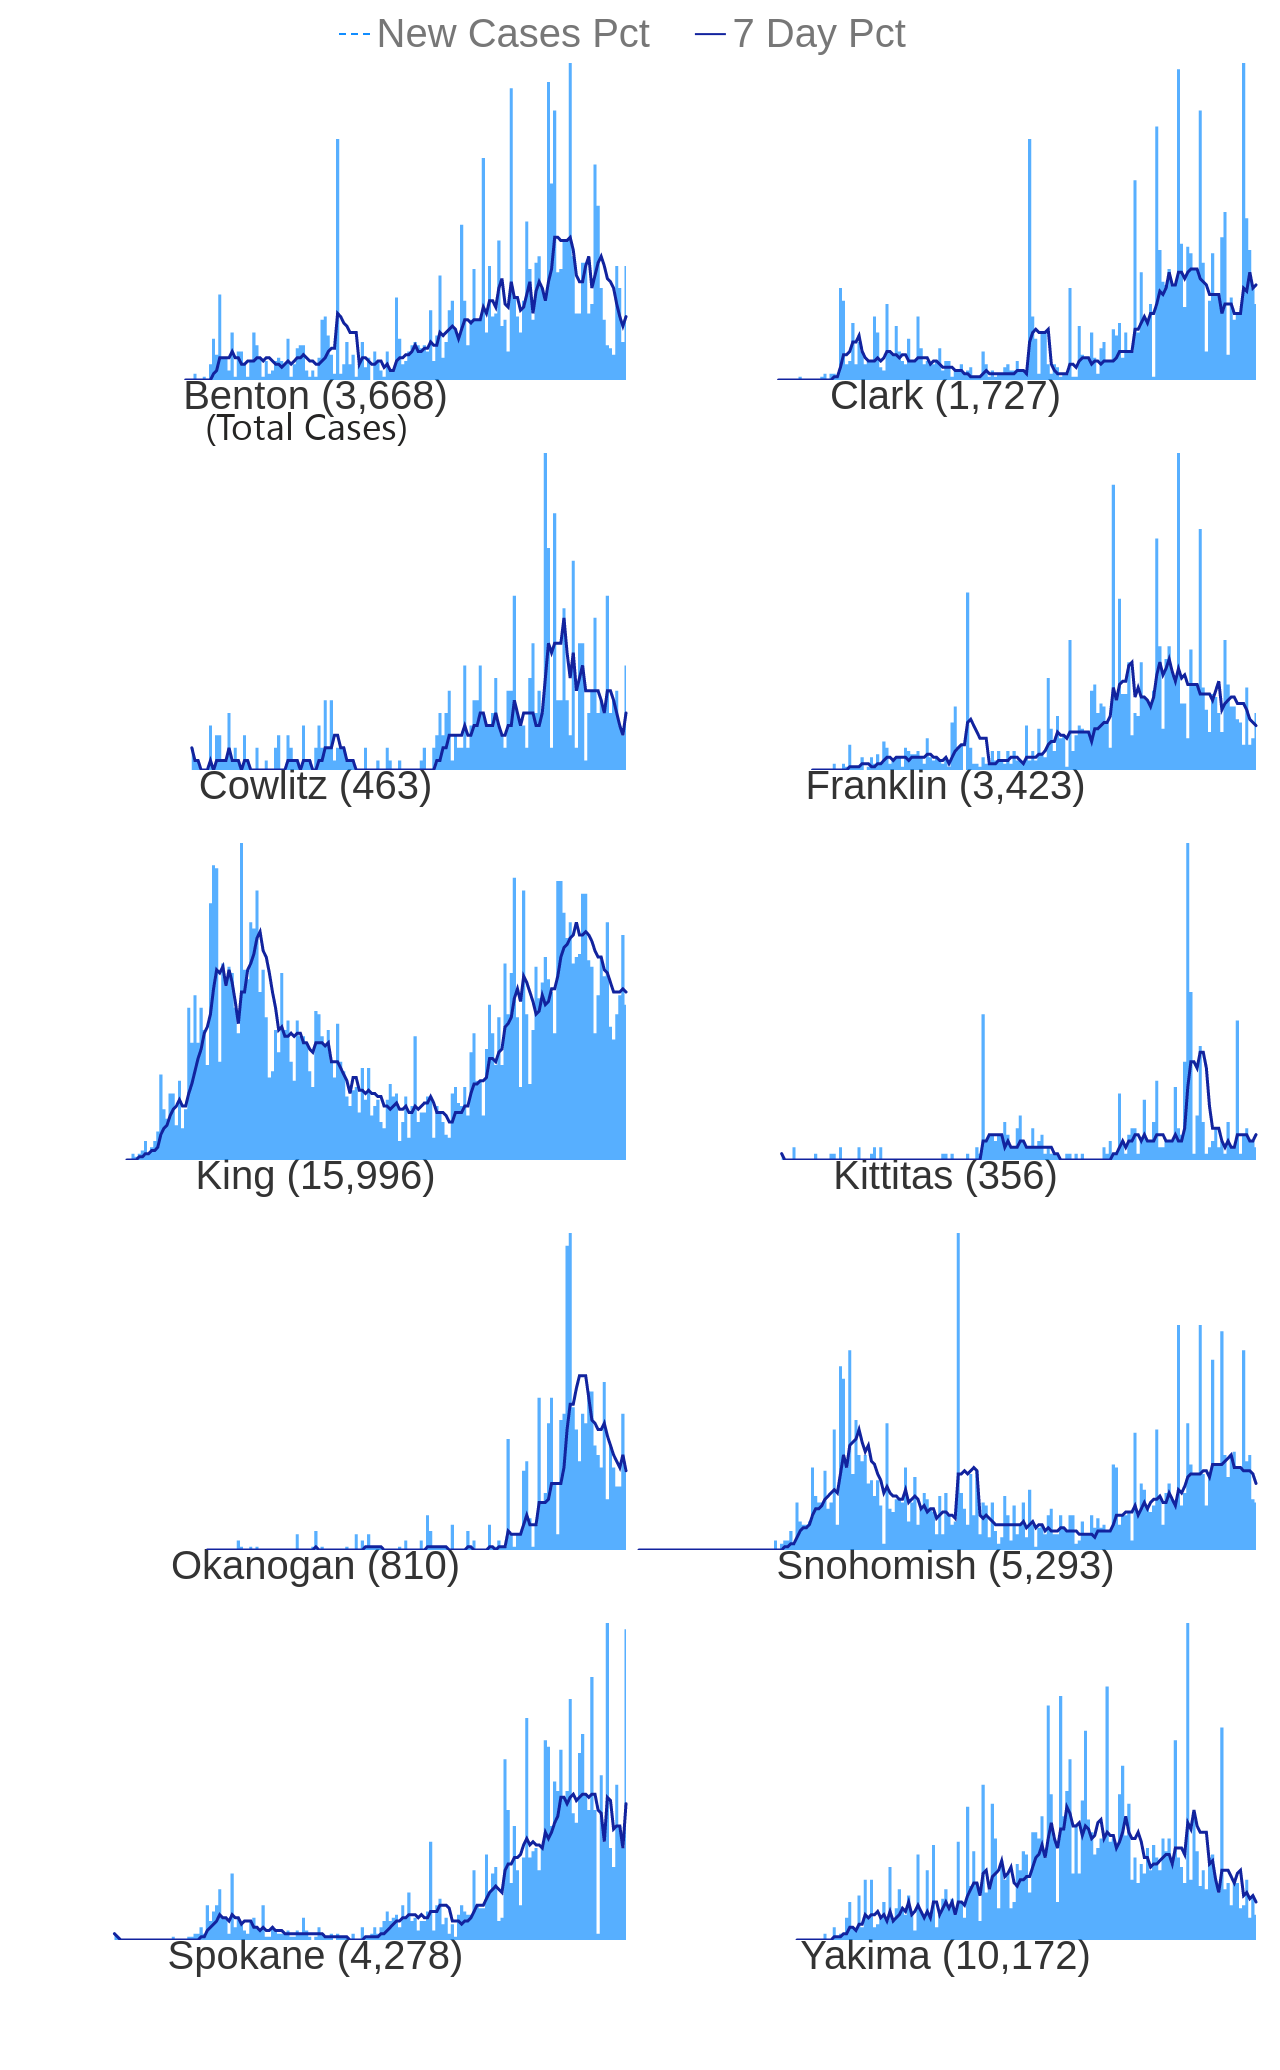 New Cases Pct 7 Day Pct
Benton (3,668) Clark (1,727)
(Total Cases)
Cowlitz (463) Franklin (3,423)
King (15,996) Kittitas (356)
Okanogan (810) Snohomish (5,293)
Spokane (4,278) Yakima (10,172)